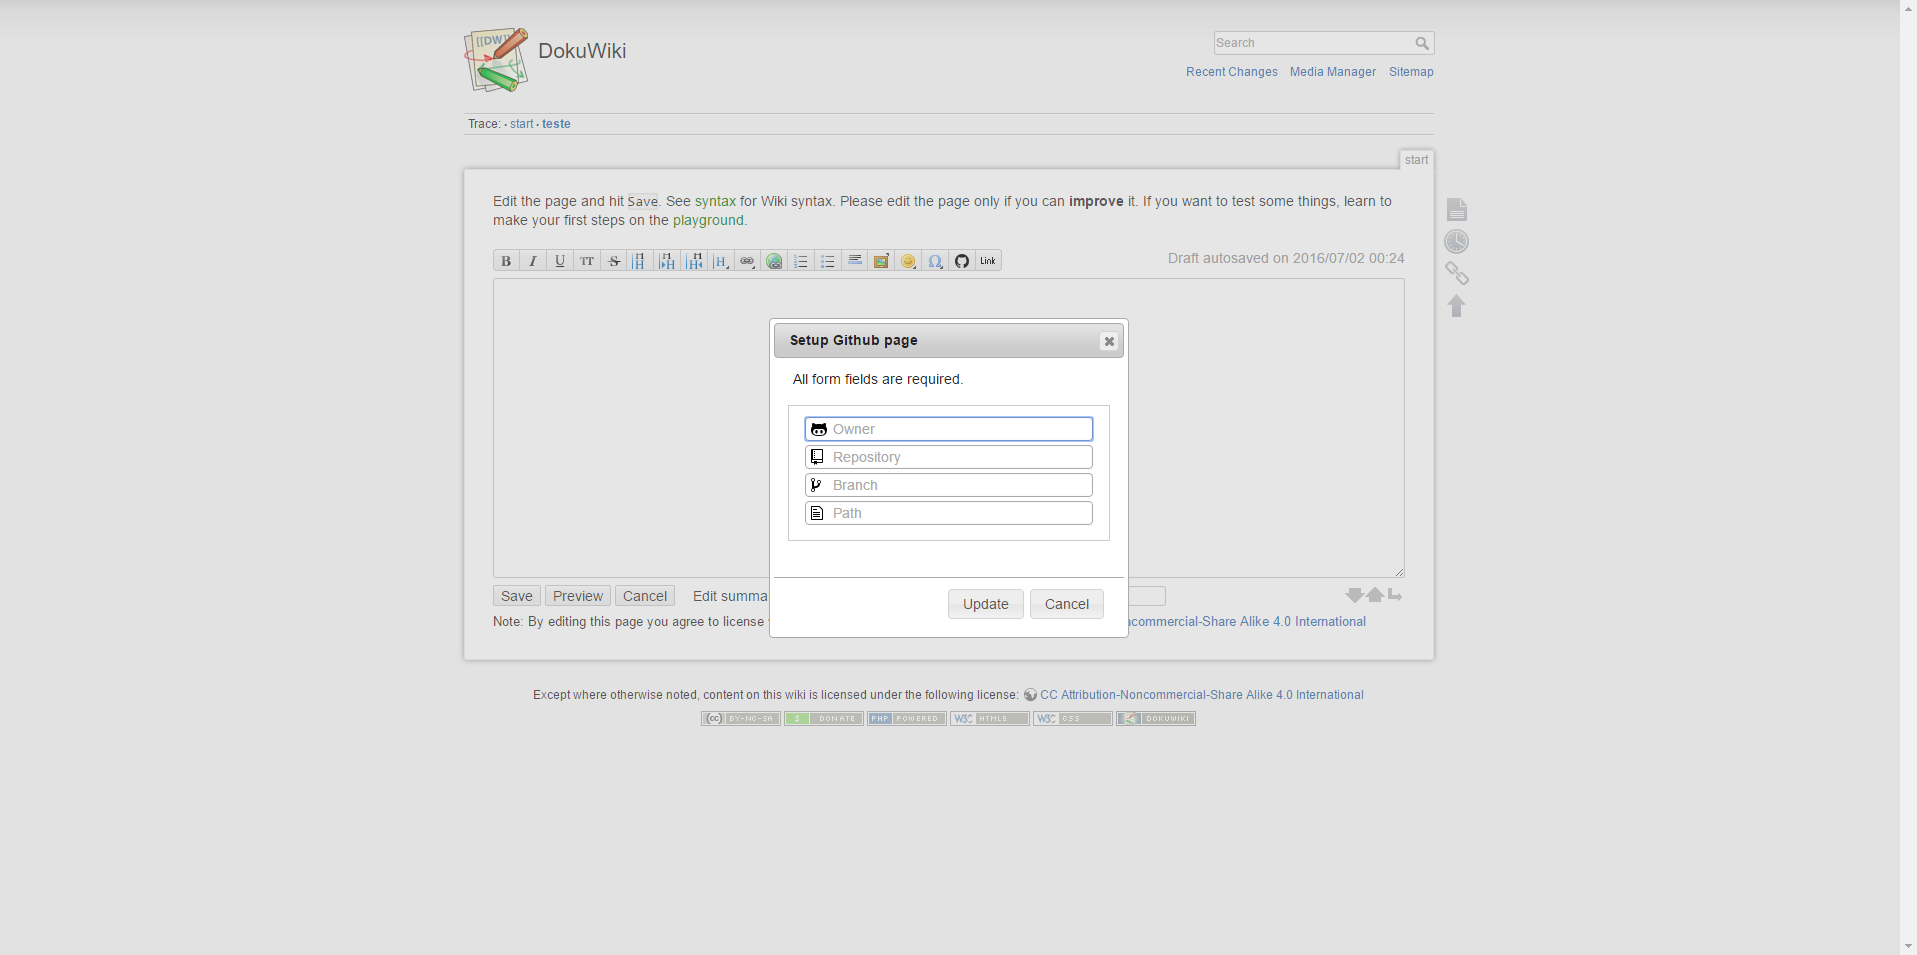 [[DW]]
DokuWiki
Search
Recent Changes Media Manager Sitemap
Trace: • start • teste
start
Edit the page and hit Save. See syntax for Wiki syntax. Please edit the page only if you can improve it. If you want to test some things, learn to
make your first steps on the playground.
B I U TT S H H H H H H H Ω Link
Draft autosaved on 2016/07/02 00:24
Setup Github page
All form fields are required.
Owner
Repository
Branch
Path
Update Cancel
Save Preview Cancel Edit summa
Note: By editing this page you agree to license
ncommercial-Share Alike 4.0 International
Except where otherwise noted, content on this wiki is licensed under the following license: CC Attribution-Noncommercial-Share Alike 4.0 International
cc BY-NC-SA $ DONATE PHP POWERED W3C HTML5 W3C CSS DOKUWIKI